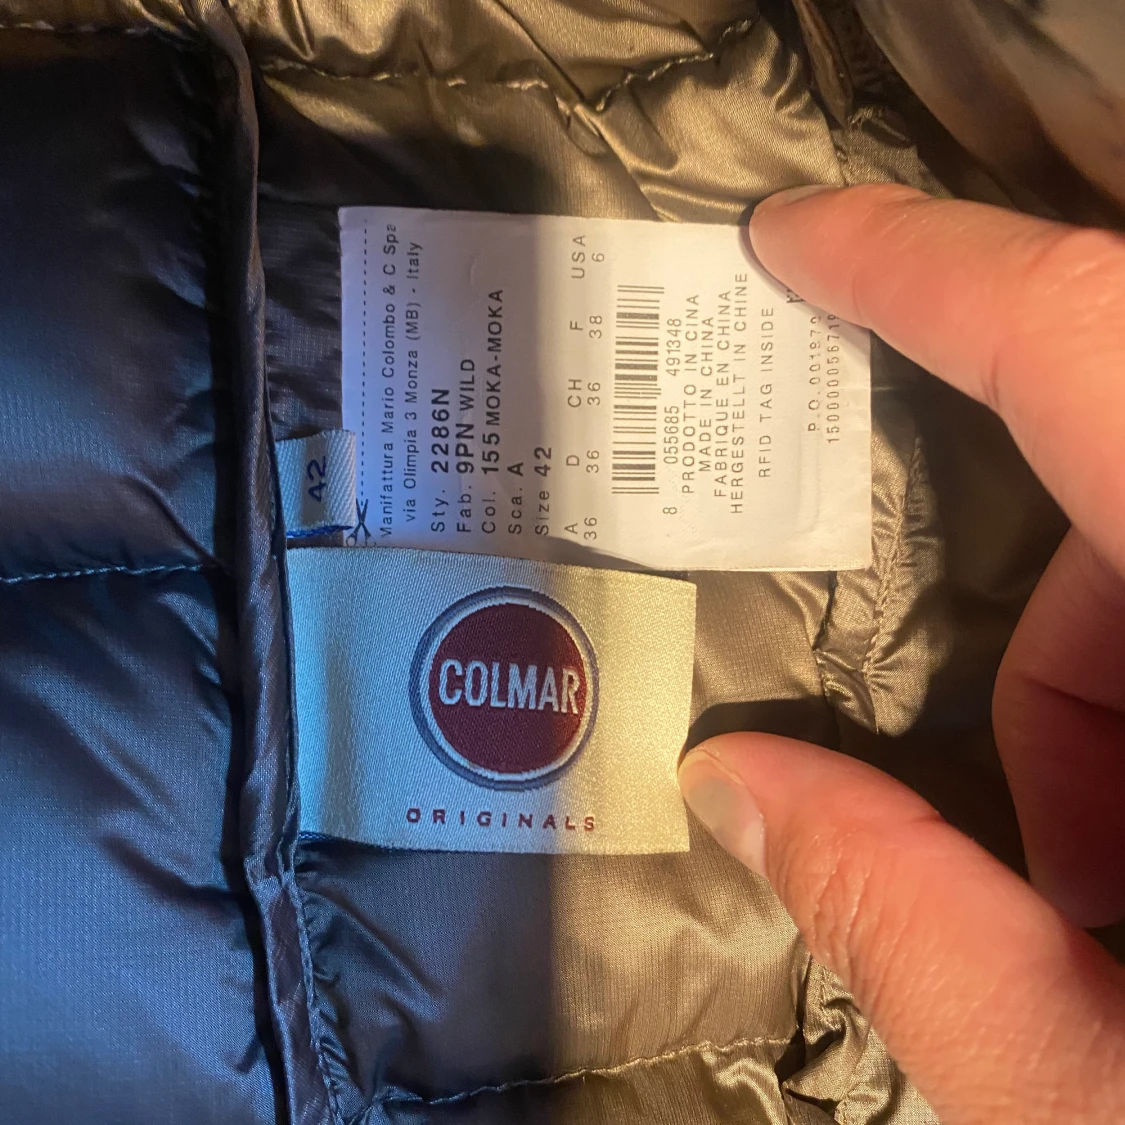 Manifattura Mario Colombo & C Spa
via Olimpia 3 Monza (MB) - Italy
Sty. 2286N
Fab. 9PN WILD
Col. 155 MOKA-MOKA
Sca. A
Size 42
A D CH F USA
36 36 36 38 6
8 055685 491348
PRODOTTO IN CINA
MADE IN CHINA
FABRIQUE EN CHINA
HERGESTELLT IN CHINE
RFID TAG INSIDE
42
COLMAR
ORIGINALS